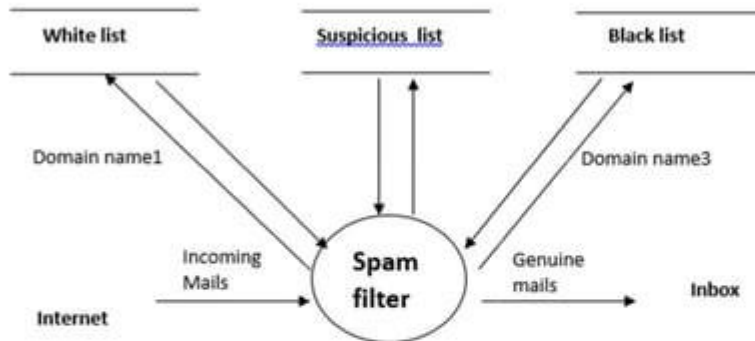 White list
Suspicious list
Black list
Domain name1
Domain name3
Incoming
Mails
Spam
filter
Genuine
mails
Internet
Inbox